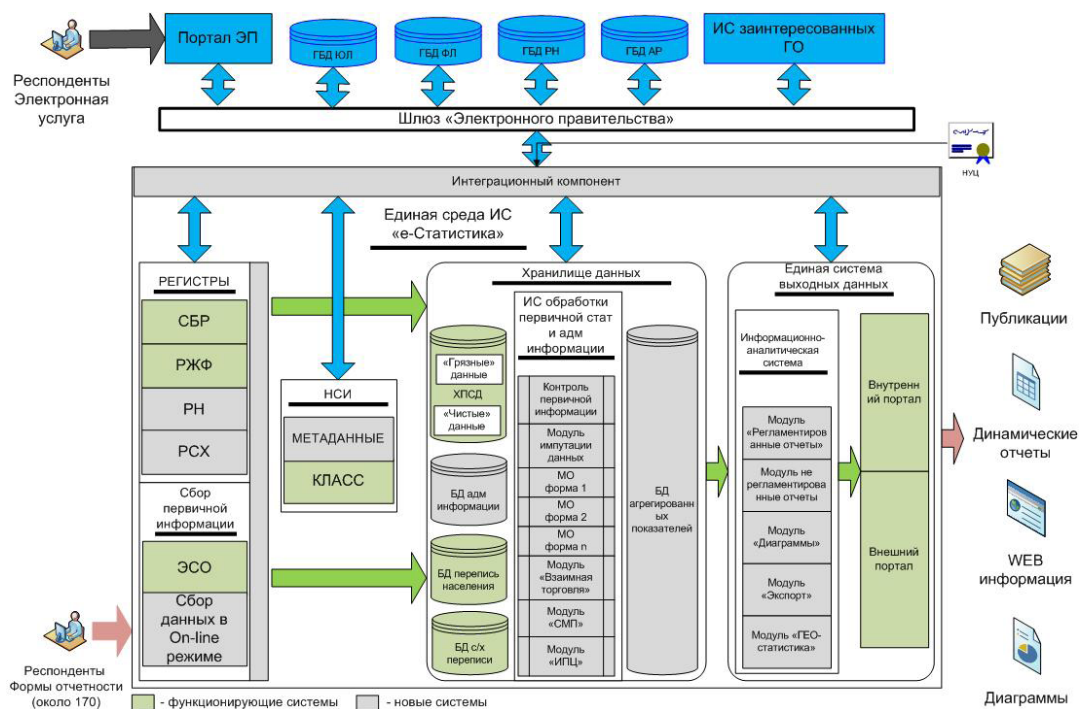 Портал ЭП
ГБД ЮЛ
ГБД ФЛ
ГБД РН
ГБД АР
ИС заинтересованных
ГО
Респонденты
Электронная
услуга
Шлюз «Электронного правительства»
НУЦ
Интеграционный компонент
Единая среда ИС
«е-Статистика»
РЕГИСТРЫ
СБР
РЖФ
РН
РСХ
Сбор
первичной
информации
ЭСО
Сбор
данных в
On-line
режиме
НСИ
МЕТАДАННЫЕ
КЛАСС
Хранилище данных
«Грязные»
данные
ХПСД
«Чистые»
данные
БД адм
информации
БД перепись
населения
БД с/х переписи
ИС обработки
первичной стат
и адм
информации
Контроль
первичной
информации
Модуль
импутации
данных
МО
форма 1
МО
форма 2
МО
форма n
Модуль
«Взаимная
торговля»
Модуль
«СМП»
Модуль
«ИПЦ»
БД
агрегированн
ых
показателей
Единая система
выходных данных
Информационно-
аналитическая
система
Модуль
«Регламентиров
анные отчеты»
Модуль не
регламентирова
нные отчеты
Модуль
«Диаграммы»
Модуль
«Экспорт»
Модуль «ГЕО-
статистика»
Внутренн
ий портал
Внешний
портал
Публикации
Динамические
отчеты
WEB
информация
Диаграммы
Респонденты
Формы отчетности
(около 170)
- функционирующие системы
- новые системы